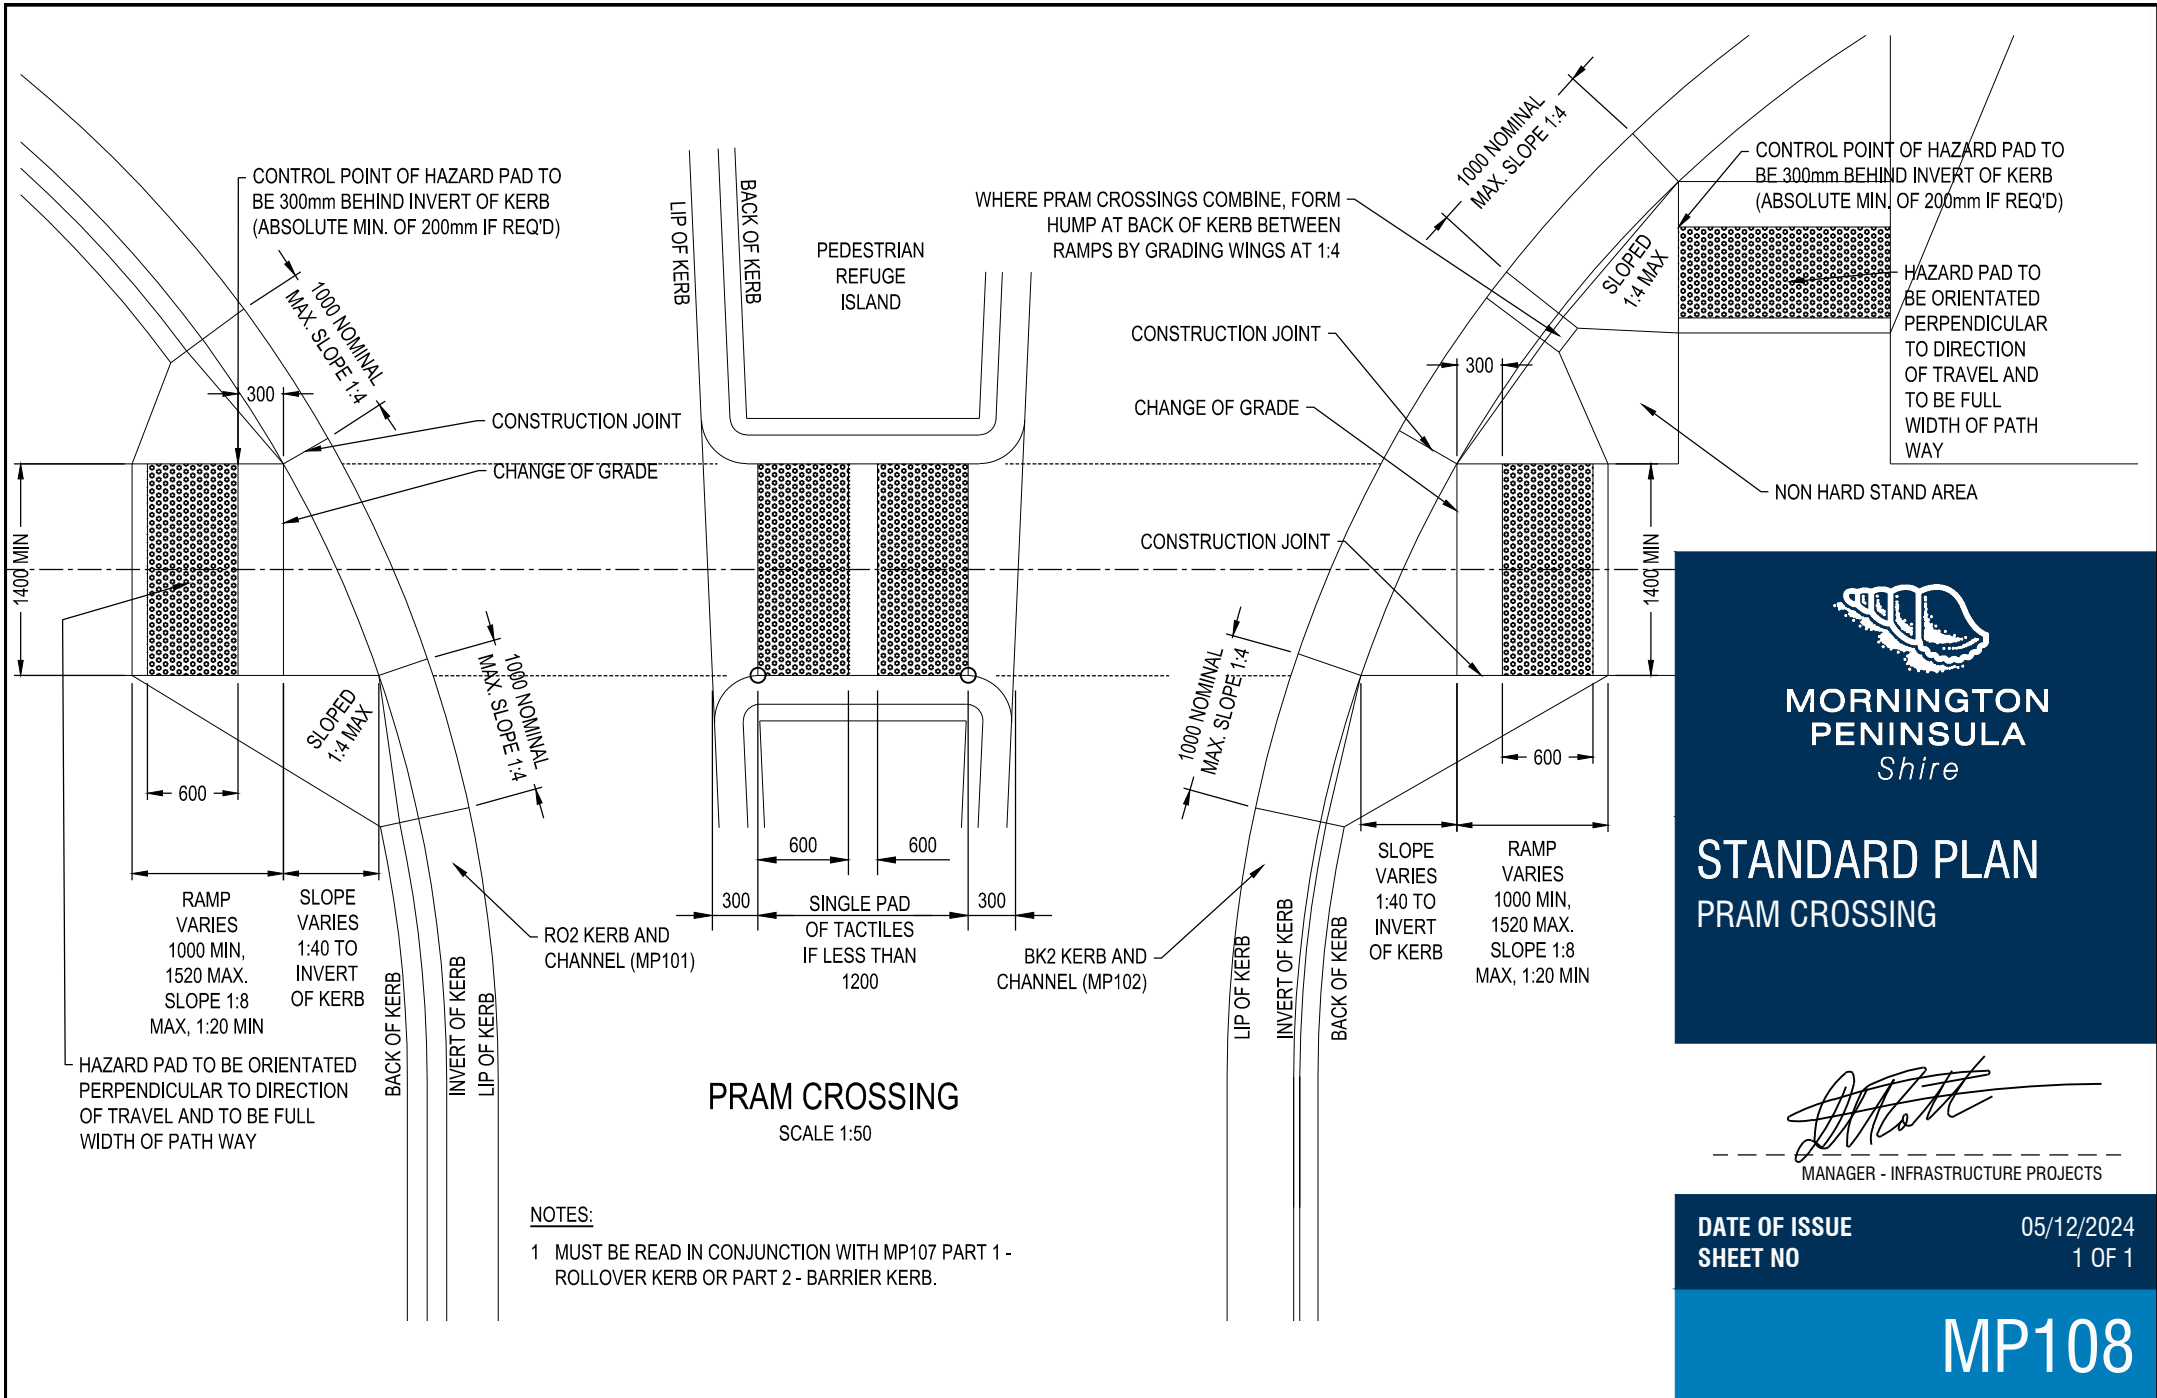 CONTROL POINT OF HAZARD PAD TO
BE 300mm BEHIND INVERT OF KERB
(ABSOLUTE MIN. OF 200mm IF REQ'D)
1000 NOMINAL
MAX. SLOPE 1:4
300
CONSTRUCTION JOINT
CHANGE OF GRADE
1400 MIN
SLOPED
1:4 MAX
1000 NOMINAL
MAX. SLOPE 1:4
600
RAMP
VARIES
1000 MIN,
1520 MAX.
SLOPE 1:8
MAX, 1:20 MIN
SLOPE
VARIES
1:40 TO
INVERT
OF KERB
HAZARD PAD TO BE ORIENTATED
PERPENDICULAR TO DIRECTION
OF TRAVEL AND TO BE FULL
WIDTH OF PATH WAY
BACK OF KERB
INVERT OF KERB
LIP OF KERB
RO2 KERB AND
CHANNEL (MP101)
LIP OF KERB
BACK OF KERB
PEDESTRIAN
REFUGE
ISLAND
600
600
300
300
SINGLE PAD
OF TACTILES
IF LESS THAN
1200
WHERE PRAM CROSSINGS COMBINE, FORM
HUMP AT BACK OF KERB BETWEEN
RAMPS BY GRADING WINGS AT 1:4
CONSTRUCTION JOINT
CHANGE OF GRADE
CONSTRUCTION JOINT
1000 NOMINAL
MAX. SLOPE 1:4
CONTROL POINT OF HAZARD PAD TO
BE 300mm BEHIND INVERT OF KERB
(ABSOLUTE MIN. OF 200mm IF REQ'D)
SLOPED
1:4 MAX
HAZARD PAD TO
BE ORIENTATED
PERPENDICULAR
TO DIRECTION
OF TRAVEL AND
TO BE FULL
WIDTH OF PATH
WAY
300
NON HARD STAND AREA
1400 MIN
1000 NOMINAL
MAX. SLOPE 1:4
600
SLOPE
VARIES
1:40 TO
INVERT
OF KERB
RAMP
VARIES
1000 MIN,
1520 MAX.
SLOPE 1:8
MAX, 1:20 MIN
BK2 KERB AND
CHANNEL (MP102)
LIP OF KERB
INVERT OF KERB
BACK OF KERB
PRAM CROSSING
SCALE 1:50
NOTES:
1 MUST BE READ IN CONJUNCTION WITH MP107 PART 1 -
ROLLOVER KERB OR PART 2 - BARRIER KERB.
MORNINGTON
PENINSULA
Shire
STANDARD PLAN
PRAM CROSSING
MANAGER - INFRASTRUCTURE PROJECTS
DATE OF ISSUE 05/12/2024
SHEET NO 1 OF 1
MP108